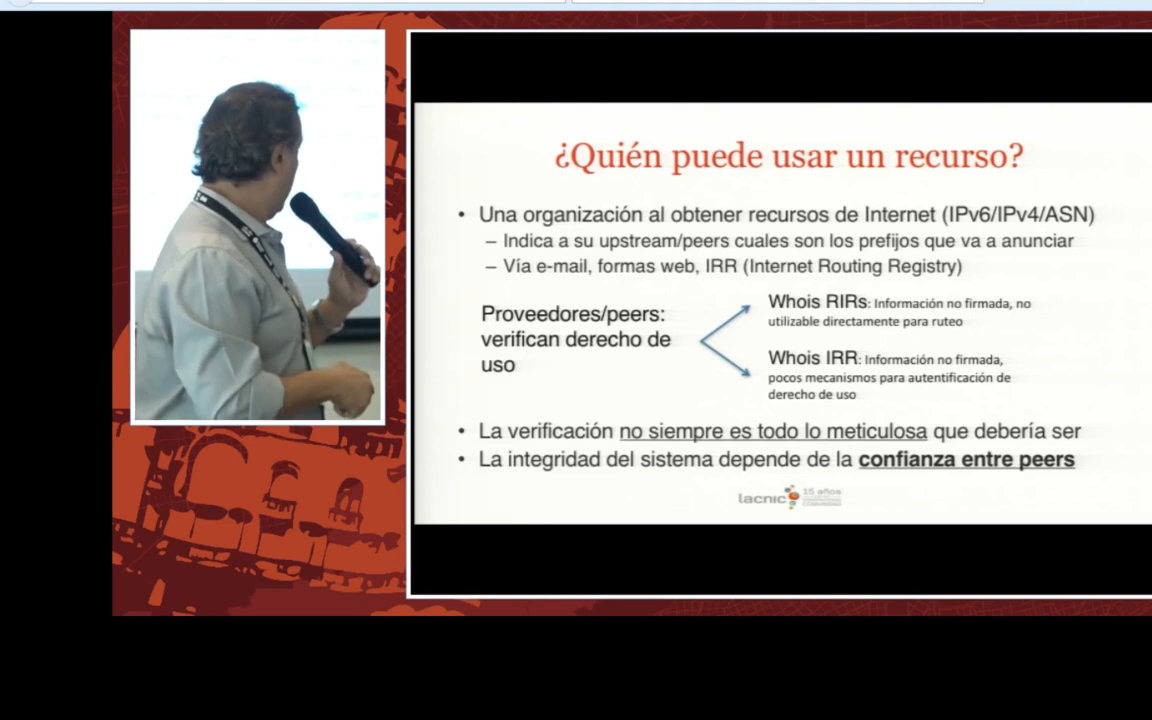 ¿Quién puede usar un recurso?
• Una organización al obtener recursos de Internet (IPv6/IPv4/ASN)
– Indica a su upstream/peers cuales son los prefijos que va a anunciar
– Vía e-mail, formas web, IRR (Internet Routing Registry)
Proveedores/peers:
verifican derecho de
uso
Whois RIRs: Información no firmada, no
utilizable directamente para ruteo
Whois IRR: Información no firmada,
pocos mecanismos para autentificación de
derecho de uso
• La verificación no siempre es todo lo meticulosa que debería ser
• La integridad del sistema depende de la confianza entre peers
lacnic 15 años